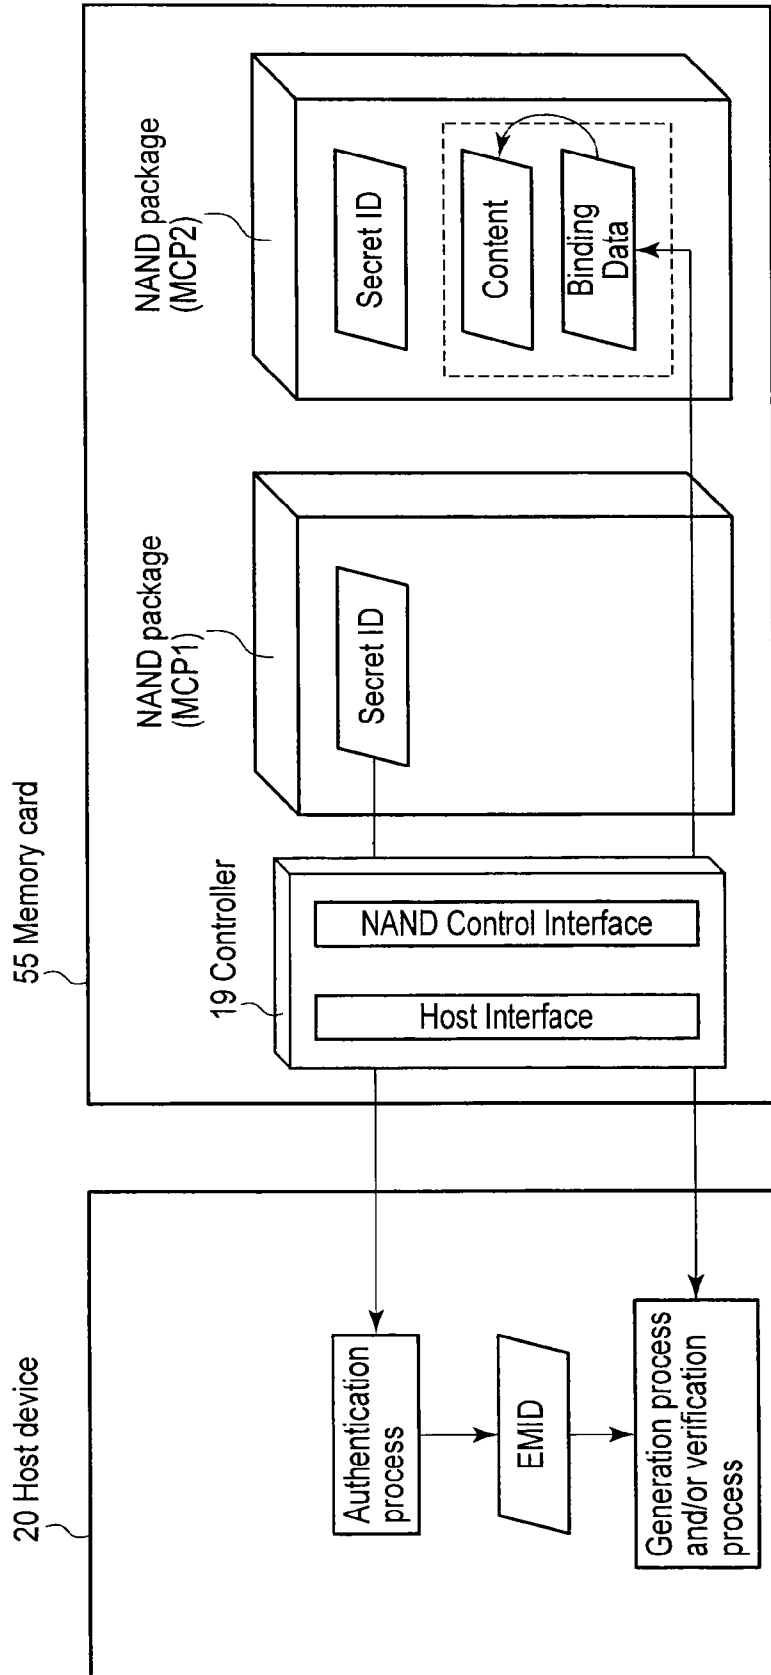 20 Host device
Authentication
process
EMID
Generation process
and/or verification
process
55 Memory card
19 Controller
Host Interface
NAND Control Interface
NAND package
(MCP1)
Secret ID
NAND package
(MCP2)
Secret ID
Content
Binding
Data